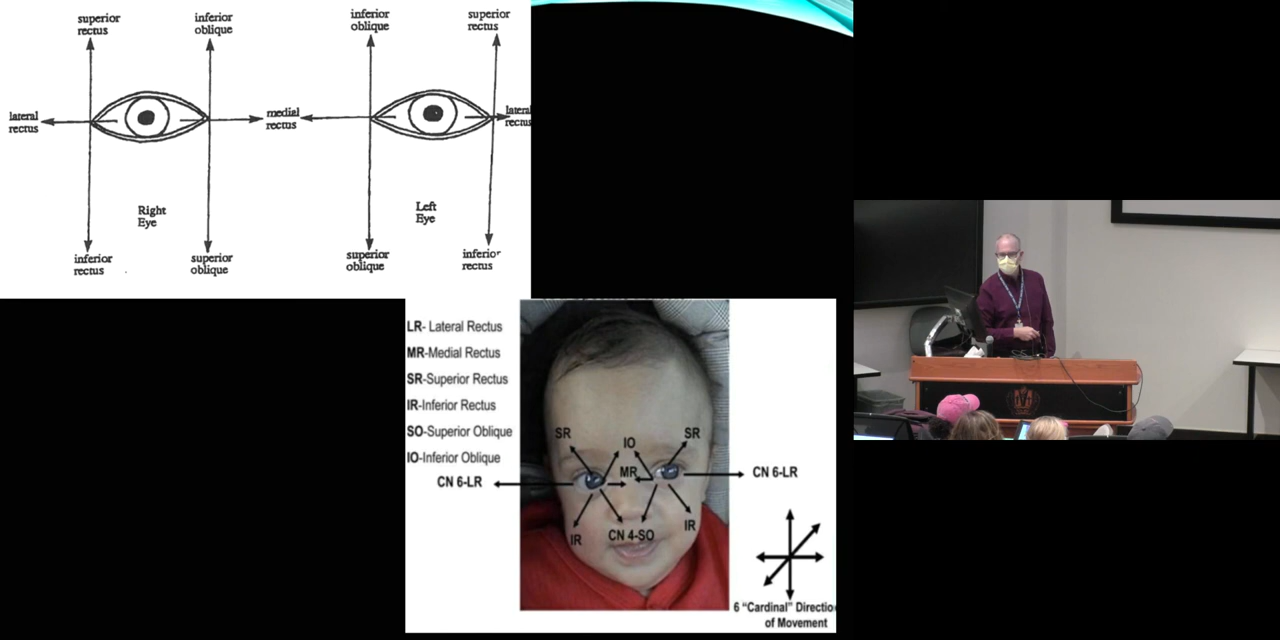 superior
rectus
inferior
oblique
inferior
oblique
superior
rectus
lateral
rectus
medial
rectus
lateral
rectus
Right
Eye
Left
Eye
inferior
rectus
superior
oblique
superior
oblique
inferior
rectus
LR- Lateral Rectus
MR-Medial Rectus
SR-Superior Rectus
IR-Inferior Rectus
SO-Superior Oblique
IO-Inferior Oblique
SR
IO
SR
CN 6-LR
MR
CN 6-LR
IR
CN 4-SO
IR
6 “Cardinal” Directio
of Movement